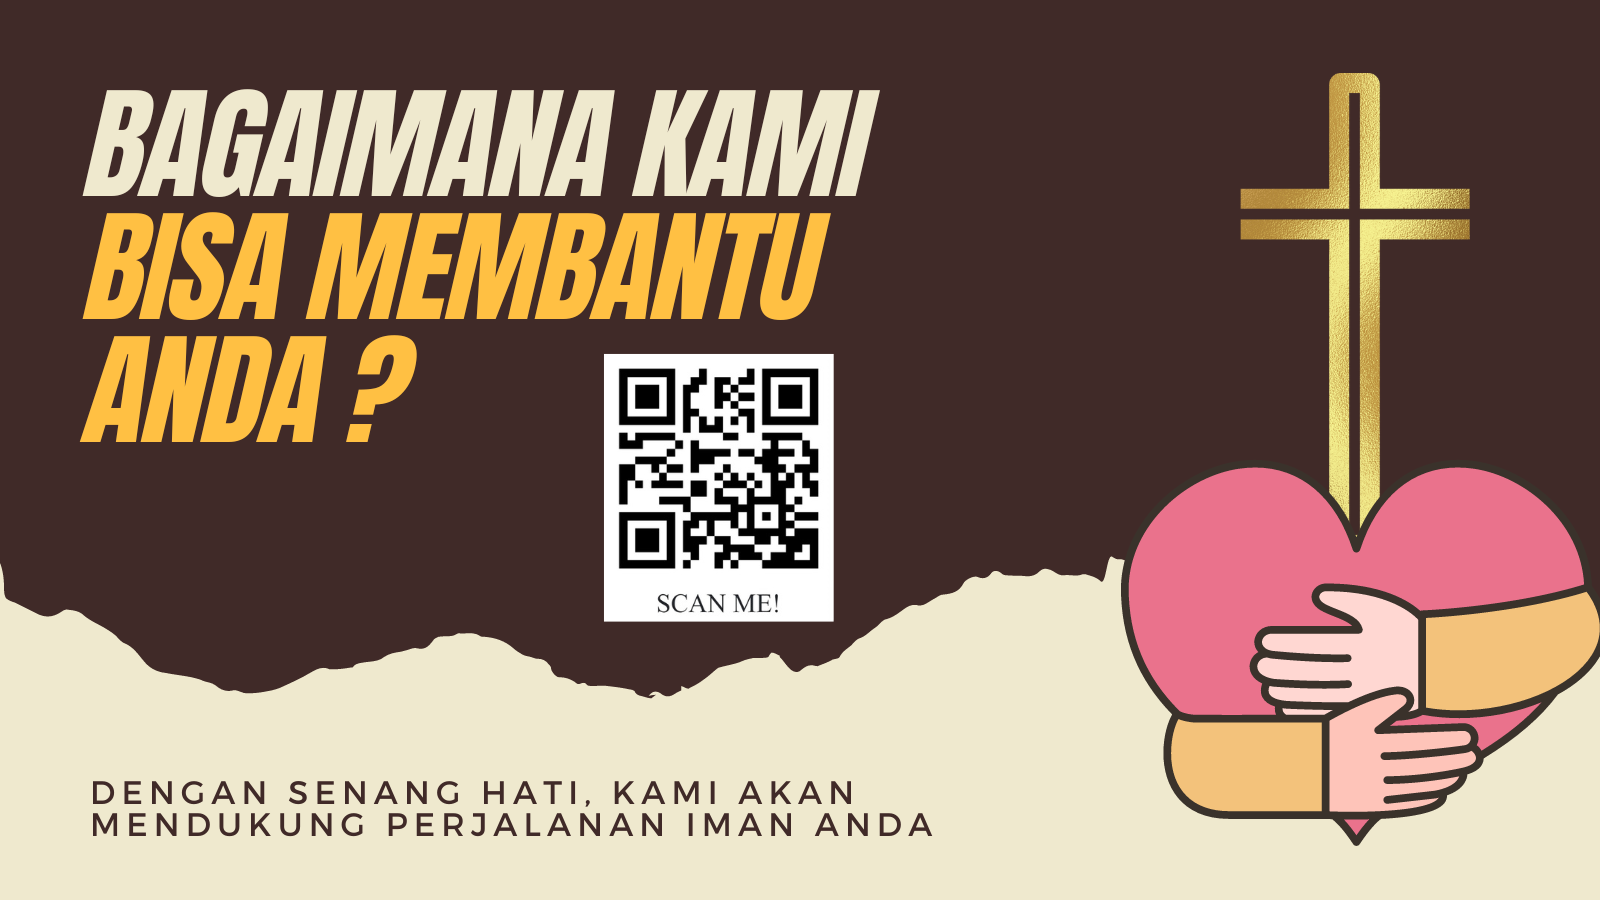 BAGAIMANA KAMI
BISA MEMBANTU
ANDA ?
SCAN ME!
DENGAN SENANG HATI, KAMI AKAN
MENDUKUNG PERJALANAN IMAN ANDA